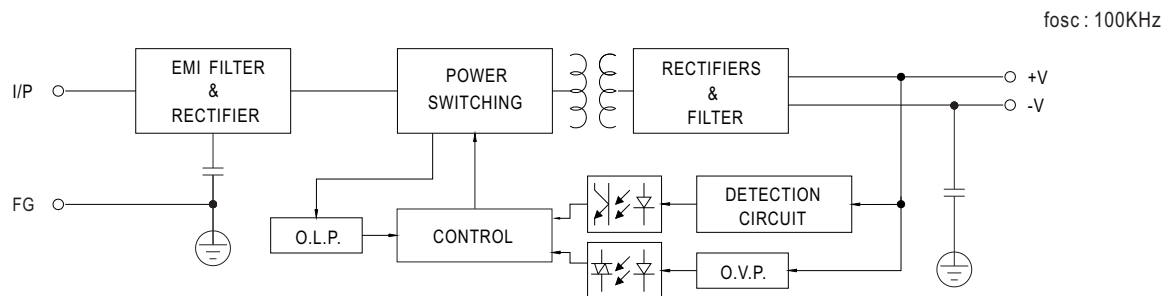 fosc : 100KHz
EMI FILTER
&
RECTIFIER
POWER
SWITCHING
RECTIFIERS
&
FILTER
+V
-V
I/P
FG
DETECTION
CIRCUIT
O.L.P.
CONTROL
O.V.P.